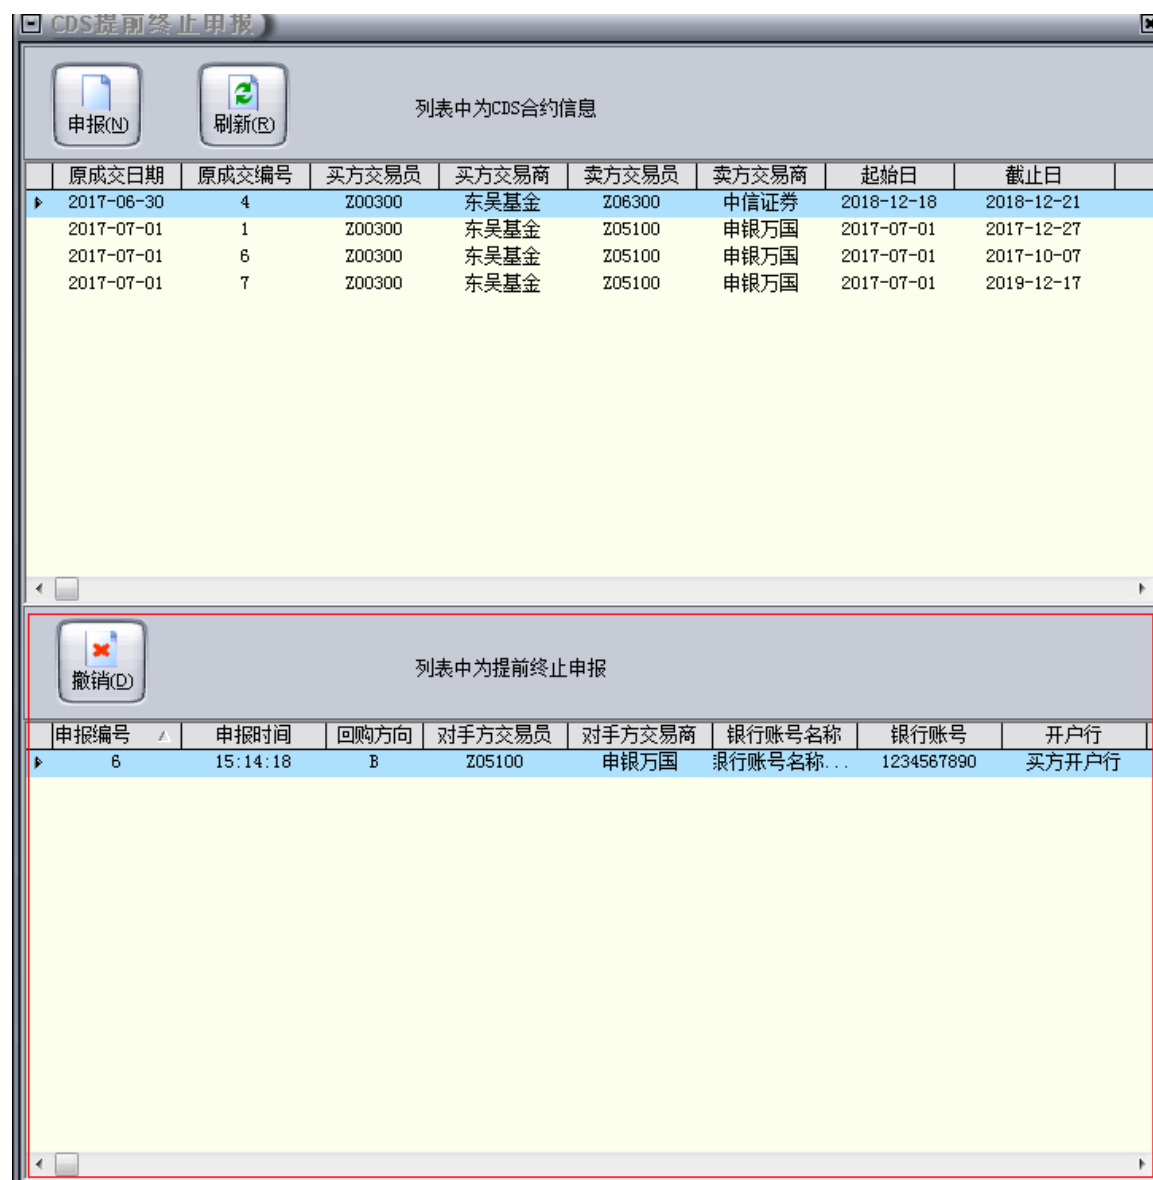 CDS提前终止申报
申报(N) 刷新(R) 列表中为CDS合约信息
原成交日期 原成交编号 买方交易员 买方交易商 卖方交易员 卖方交易商 起始日 截止日
2017-06-30 4 Z00300 东吴基金 Z06300 中信证券 2018-12-18 2018-12-21
2017-07-01 1 Z00300 东吴基金 Z05100 申银万国 2017-07-01 2017-12-27
2017-07-01 6 Z00300 东吴基金 Z05100 申银万国 2017-07-01 2017-10-07
2017-07-01 7 Z00300 东吴基金 Z05100 申银万国 2017-07-01 2019-12-17
撤销(D) 列表中为提前终止申报
申报编号 申报时间 回购方向 对手方交易员 对手方交易商 银行账号名称 银行账号 开户行
6 15:14:18 B Z05100 申银万国 银行账号名称... 1234567890 买方开户行